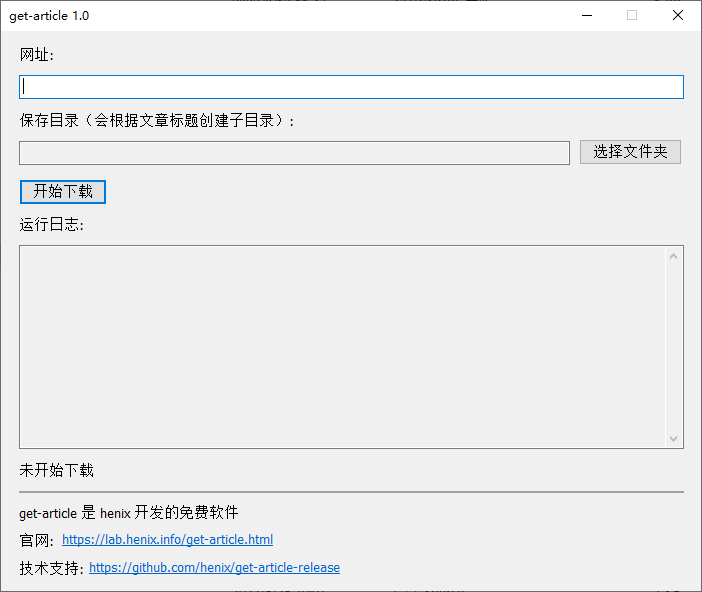 get-article 1.0
网址:
保存目录（会根据文章标题创建子目录）:
选择文件夹
开始下载
运行日志:
未开始下载
get-article 是 henix 开发的免费软件
官网: https://lab.henix.info/get-article.html
技术支持: https://github.com/henix/get-article-release